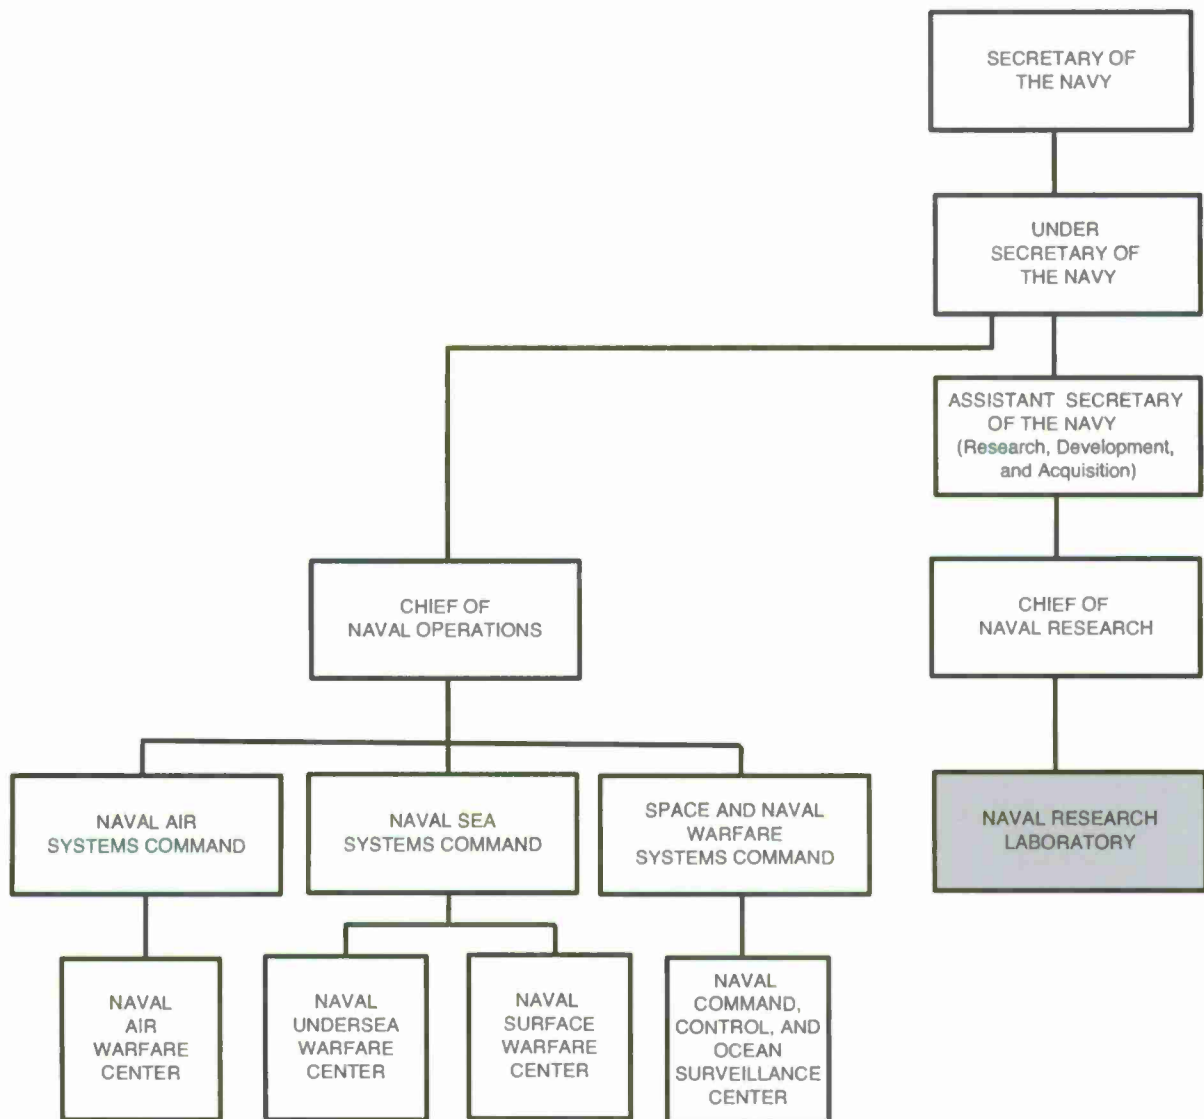 SECRETARY OF
THE NAVY
UNDER
SECRETARY OF
THE NAVY
ASSISTANT SECRETARY
OF THE NAVY
(Research, Development,
and Acquisition)
CHIEF OF
NAVAL OPERATIONS
CHIEF OF
NAVAL RESEARCH
NAVAL AIR
SYSTEMS COMMAND
NAVAL SEA
SYSTEMS COMMAND
SPACE AND NAVAL
WARFARE
SYSTEMS COMMAND
NAVAL RESEARCH
LABORATORY
NAVAL
AIR
WARFARE
CENTER
NAVAL
UNDERSEA
WARFARE
CENTER
NAVAL
SURFACE
WARFARE
CENTER
NAVAL
COMMAND,
CONTROL, AND
OCEAN
SURVEILLANCE
CENTER